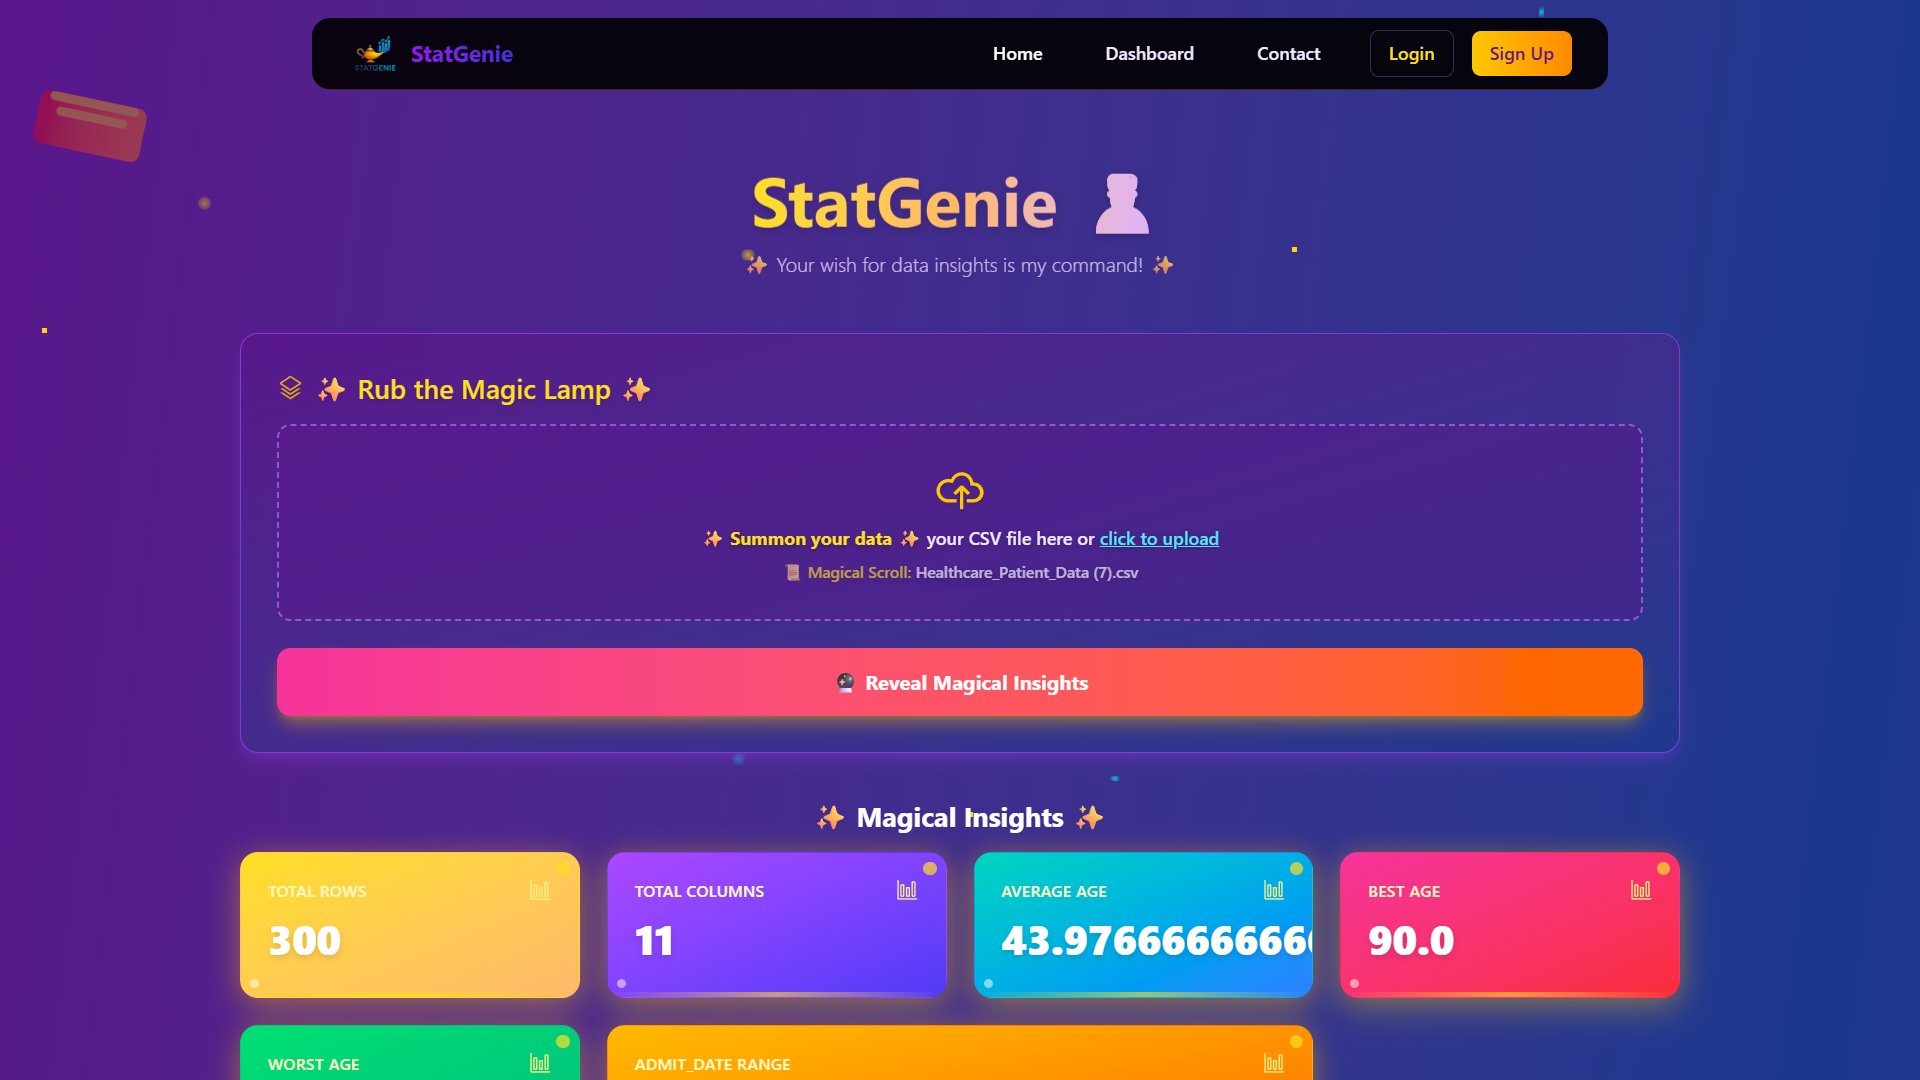 STATGENIE
StatGenie
Home
Dashboard
Contact
Login
Sign Up
StatGenie
✨ Your wish for data insights is my command! ✨
✨ Rub the Magic Lamp ✨
✨ Summon your data ✨ your CSV file here or click to upload
📜 Magical Scroll: Healthcare_Patient_Data (7).csv
🔮 Reveal Magical Insights
✨ Magical Insights ✨
TOTAL ROWS
300
TOTAL COLUMNS
11
AVERAGE AGE
43.97666666666
BEST AGE
90.0
WORST AGE
ADMIT_DATE RANGE